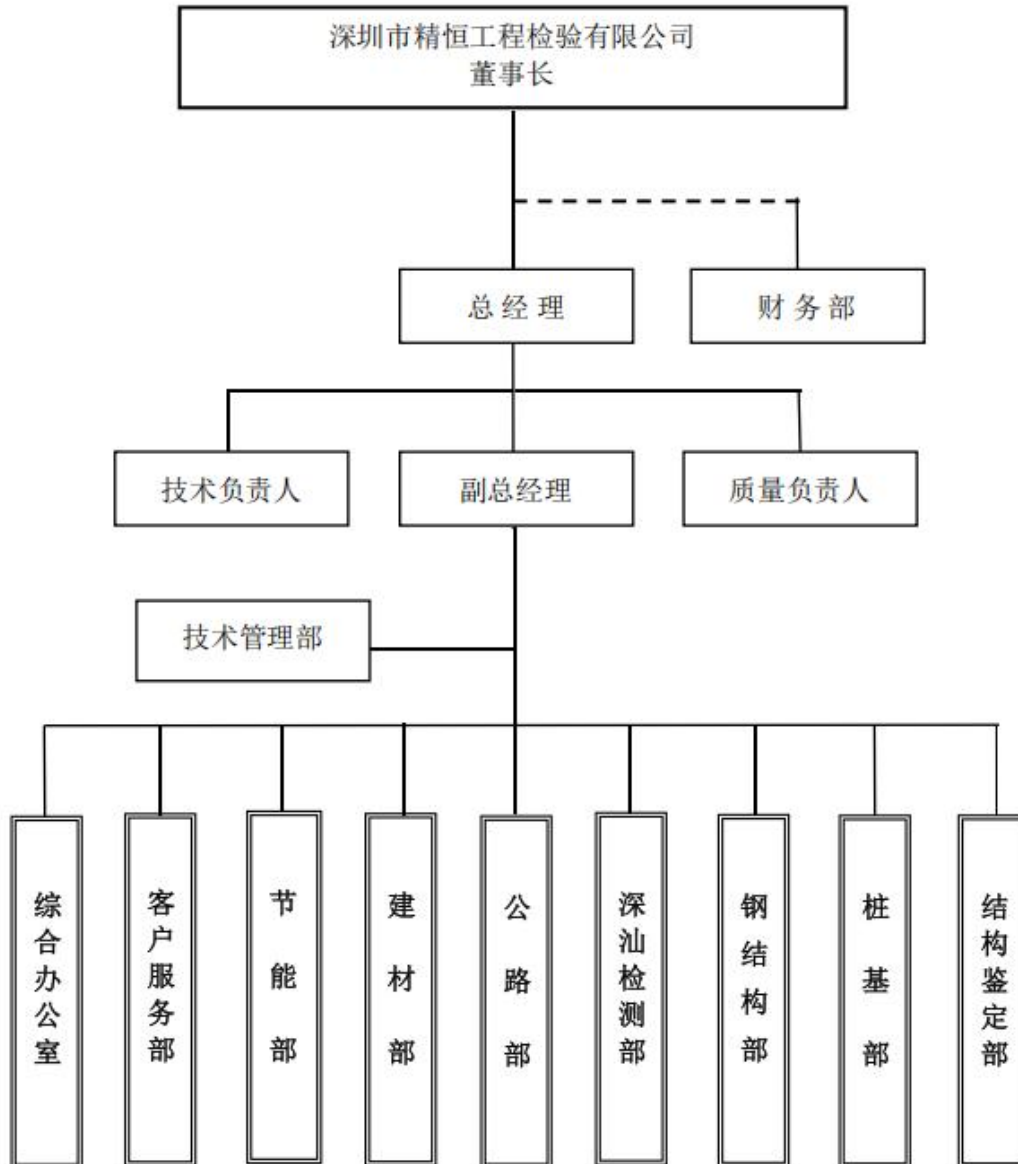 深圳市精恒工程检验有限公司
董事长
总经理
财务部
技术负责人
副总经理
质量负责人
技术管理部
综合办公室
客户服务部
节能部
建材部
公路部
深汕检测部
钢结构部
桩基部
结构鉴定部